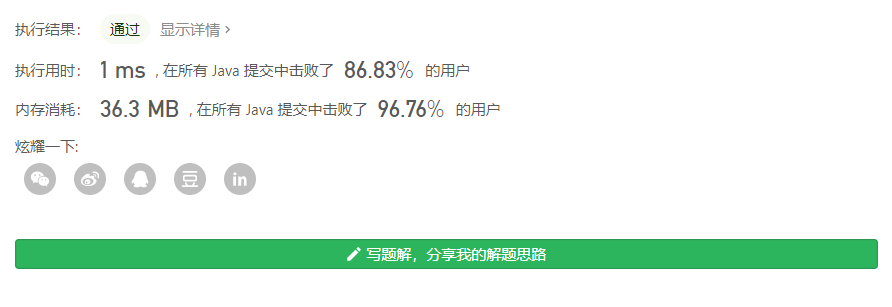 执行结果： 通过 显示详情 >
执行用时： 1 ms , 在所有 Java 提交中击败了 86.83% 的用户
内存消耗： 36.3 MB , 在所有 Java 提交中击败了 96.76% 的用户
炫耀一下:
写题解，分享我的解题思路